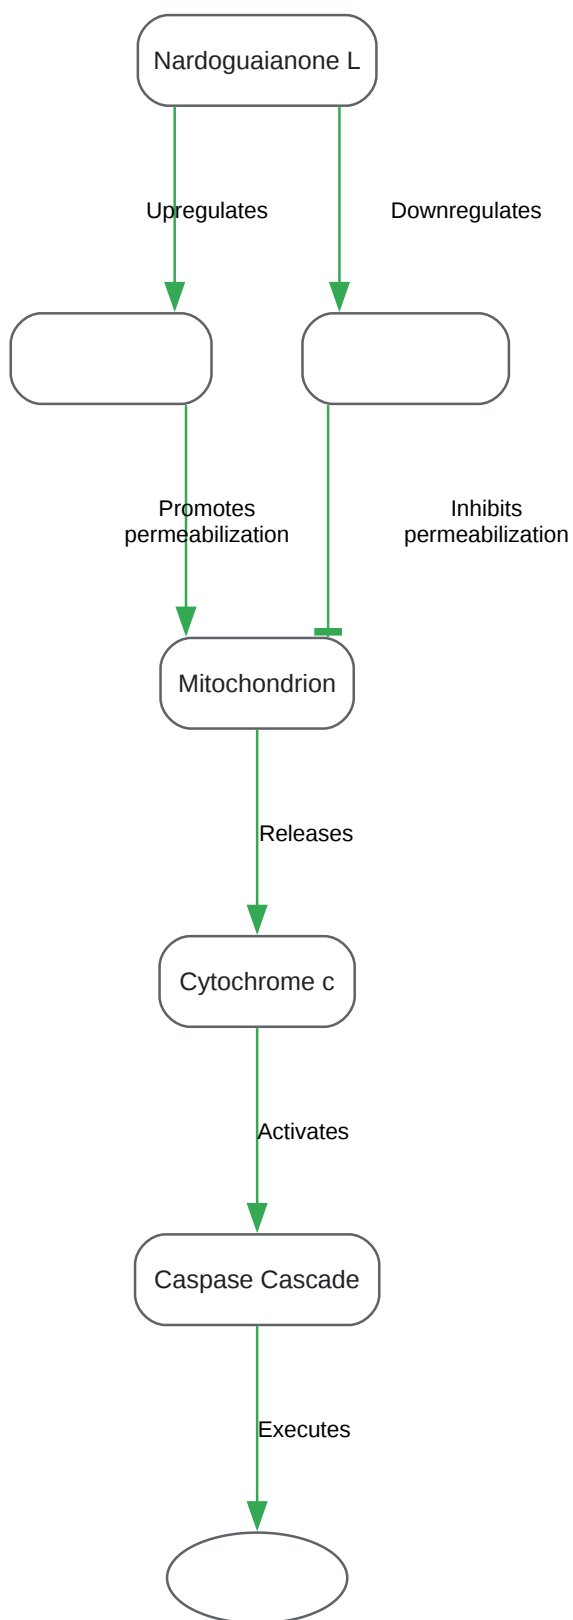 Nardoguaianone L
Upregulates
Downregulates
Promotes
permeabilization
Inhibits
permeabilization
Mitochondrion
Releases
Cytochrome c
Activates
Caspase Cascade
Executes